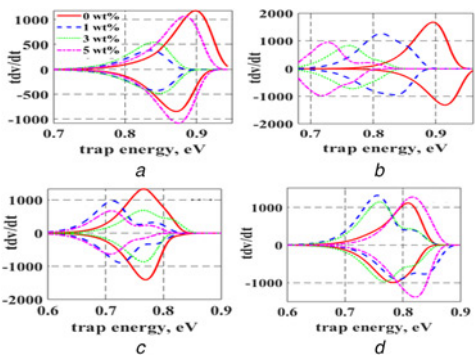 0 wt%
1 wt%
3 wt%
5 wt%
tdv/dt
1000
500
0
-500
-1000
0.7
0.8
0.9
trap energy, eV
a
tdv/dt
2000
1000
0
-1000
-2000
0.7
0.8
0.9
trap energy, eV
b
tdv/dt
1000
0
-1000
-2000
0.6
0.7
0.8
0.9
trap energy, eV
c
tdv/dt
1000
0
-1000
0.6
0.7
0.8
0.9
trap energy, eV
d